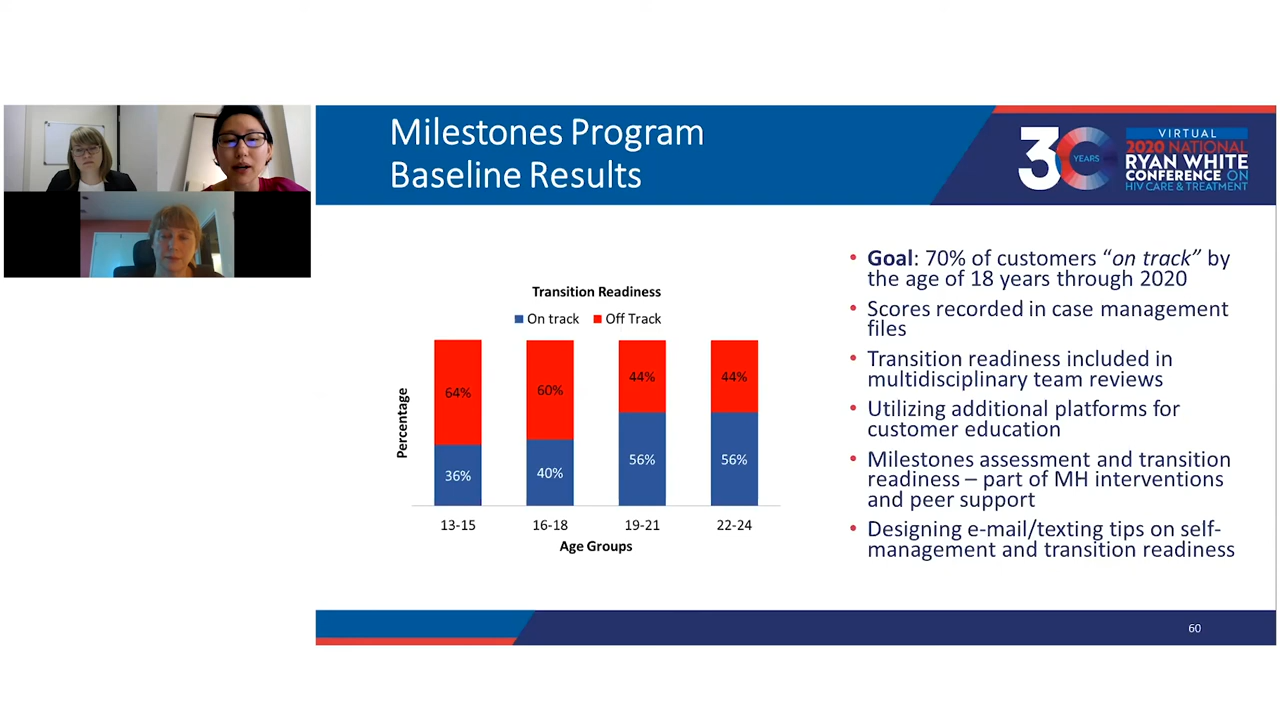 Milestones Program
Baseline Results
30
YEARS
VIRTUAL
2020 NATIONAL
RYAN WHITE
CONFERENCE ON
HIV CARE & TREATMENT
Transition Readiness
On track
Off Track
Percentage
64%
60%
44%
44%
36%
40%
56%
56%
13-15
16-18
19-21
22-24
Age Groups
• Goal: 70% of customers “on track” by
the age of 18 years through 2020
• Scores recorded in case management
files
• Transition readiness included in
multidisciplinary team reviews
• Utilizing additional platforms for
customer education
• Milestones assessment and transition
readiness – part of MH interventions
and peer support
• Designing e-mail/texting tips on self-
management and transition readiness
60